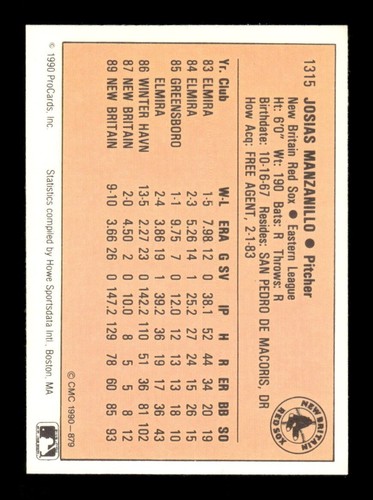 1315 JOSIAS MANZANILLO ● Pitcher
New Britain Red Sox ● Eastern League
Ht: 6'0" Wt: 190 Bats: R Throws: R
Birthdate: 10-16-67 Resides: SAN PEDRO DE MACORIS, DR
How Acq: FREE AGENT, 2-1-83
NEW BRITAIN
RED SOX
Yr. Club W-L ERA G SV IP H R ER BB SO
83 ELMIRA 1-5 7.98 12 0 38.1 52 44 34 20 19
84 ELMIRA 2-3 5.26 14 1 25.2 27 24 15 26 15
85 GREENSBORO 1-1 9.75 7 0 12.0 12 13 13 18 10
ELMIRA 2-4 3.86 19 1 39.2 36 19 17 36 43
86 WINTER HAVN 13-5 2.27 23 0 142.2 110 51 36 81 102
87 NEW BRITAIN 2-0 4.50 2 0 10.0 8 5 5 8 12
89 NEW BRITAIN 9-10 3.66 26 0 147.2 129 78 60 85 93
© CMC 1990-879
© 1990 ProCards, Inc.
Statistics compiled by Howe Sportsdata Intl., Boston, MA